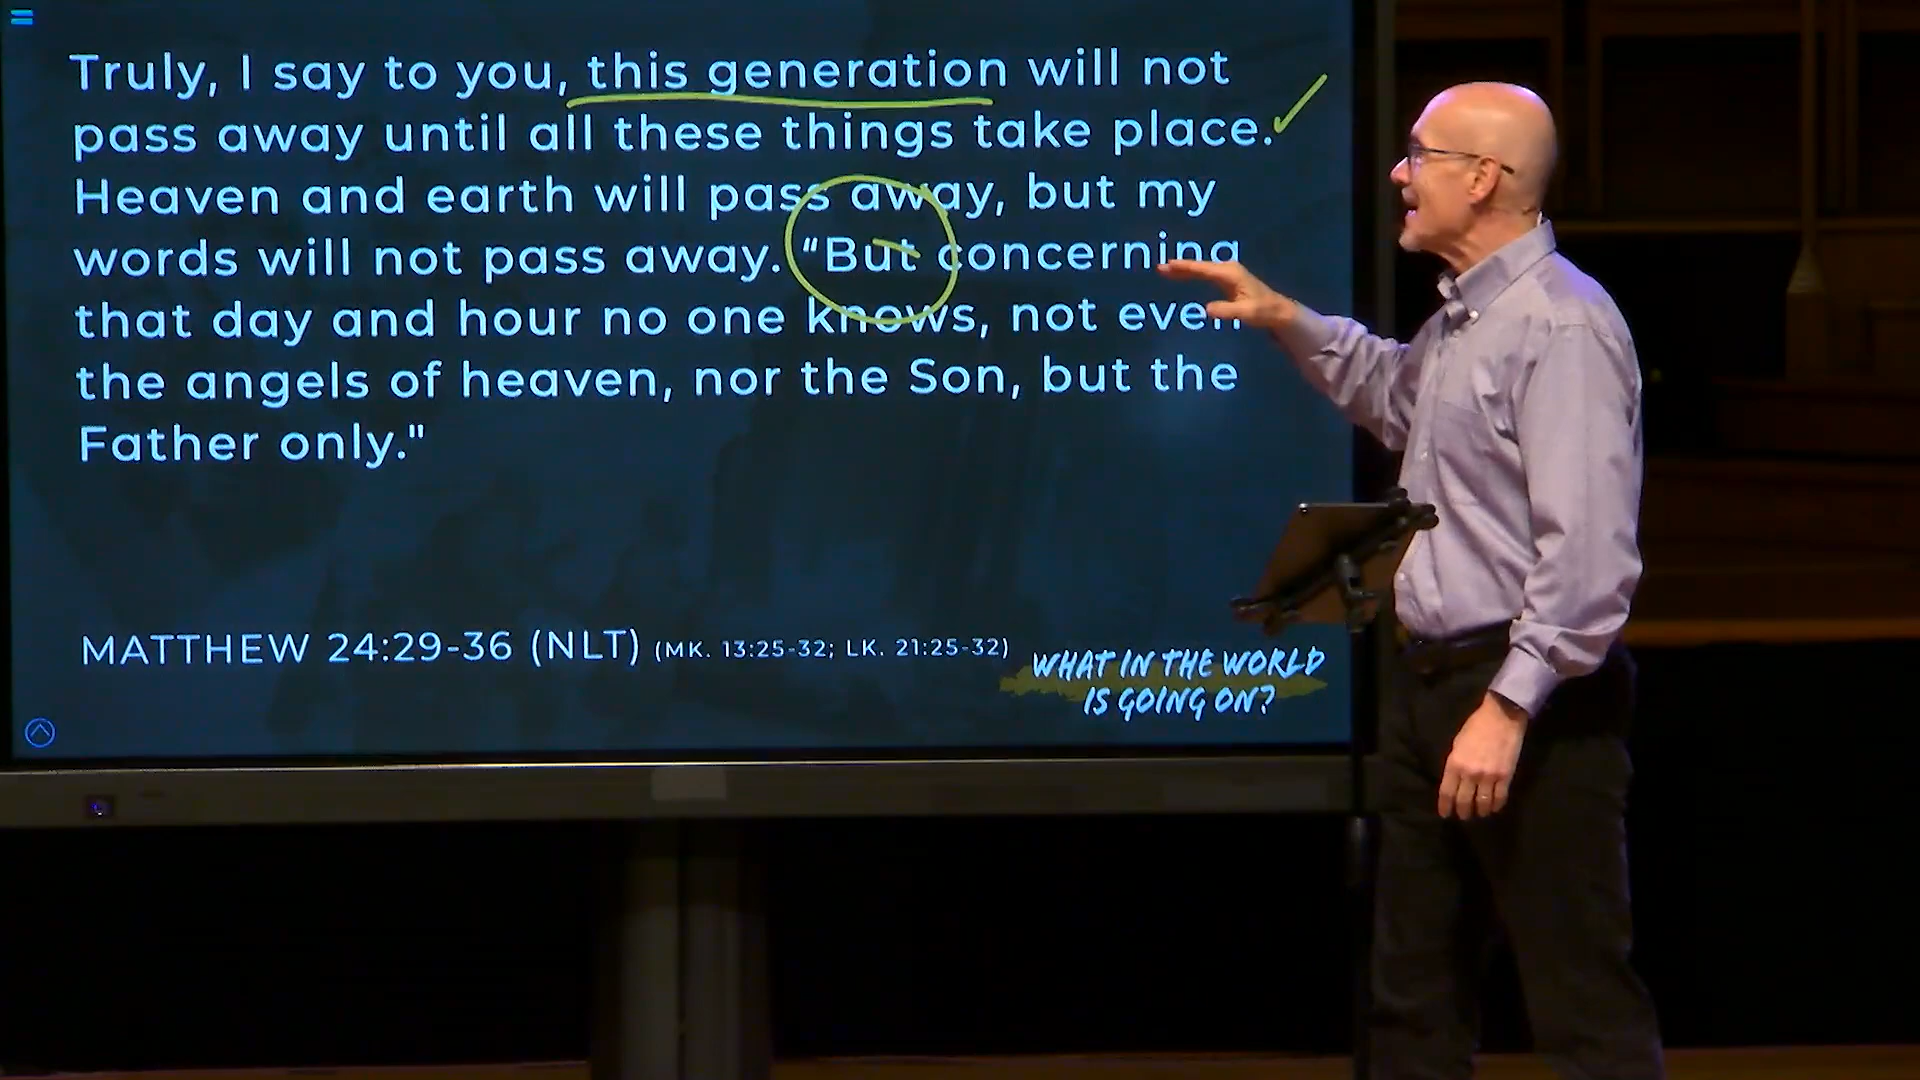 Truly, I say to you, this generation will not
pass away until all these things take place.
Heaven and earth will pass away, but my
words will not pass away. “But concerning
that day and hour no one knows, not even
the angels of heaven, nor the Son, but the
Father only."
MATTHEW 24:29-36 (NLT) (MK. 13:25-32; LK. 21:25-32)
WHAT IN THE WORLD
IS GOING ON?